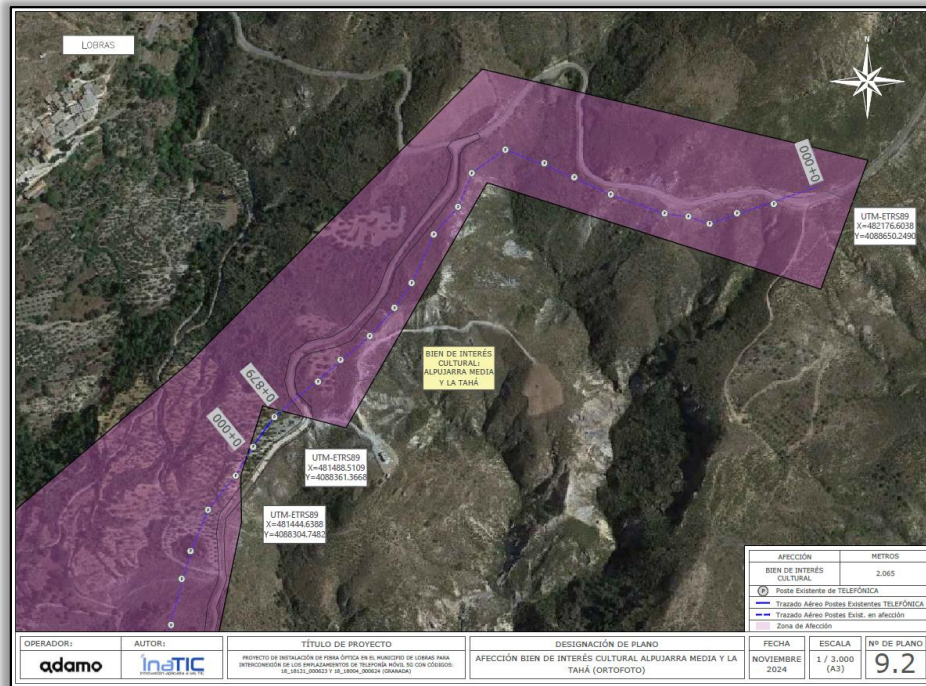 LOBRAS
N
0+000
UTM-ETRS89
X=482176.6038
Y=4088650.2490
BIEN DE INTERÉS
CULTURAL:
ALPUJARRA MEDIA
Y LA TAHÁ
0+879
0+000
UTM-ETRS89
X=481488.5109
Y=4088361.3668
UTM-ETRS89
X=481444.6388
Y=4088304.7482
AFECCIÓN METROS
BIEN DE INTERÉS
CULTURAL 2.065
P Poste Existente de TELEFÓNICA
Trazado Aéreo Postes Existentes TELEFÓNICA
Trazado Aéreo Postes Exist. en afección
Zona de Afección
OPERADOR:
adamo
AUTOR:
inaTIC
TÍTULO DE PROYECTO
PROYECTO DE INSTALACIÓN DE FIBRA ÓPTICA EN EL MUNICIPIO DE LOBRAS PARA
INTERCONEXIÓN DE LOS EMPLAZAMIENTOS DE TELEFONÍA MÓVIL 5G CON CÓDIGOS:
18_18121_000623 Y 18_18004_000624 (GRANADA)
DESIGNACIÓN DE PLANO
AFECCIÓN BIEN DE INTERÉS CULTURAL ALPUJARRA MEDIA Y LA
TAHÁ (ORTOFOTO)
FECHA
NOVIEMBRE
2024
ESCALA
1 / 3.000
(A3)
Nº DE PLANO
9.2